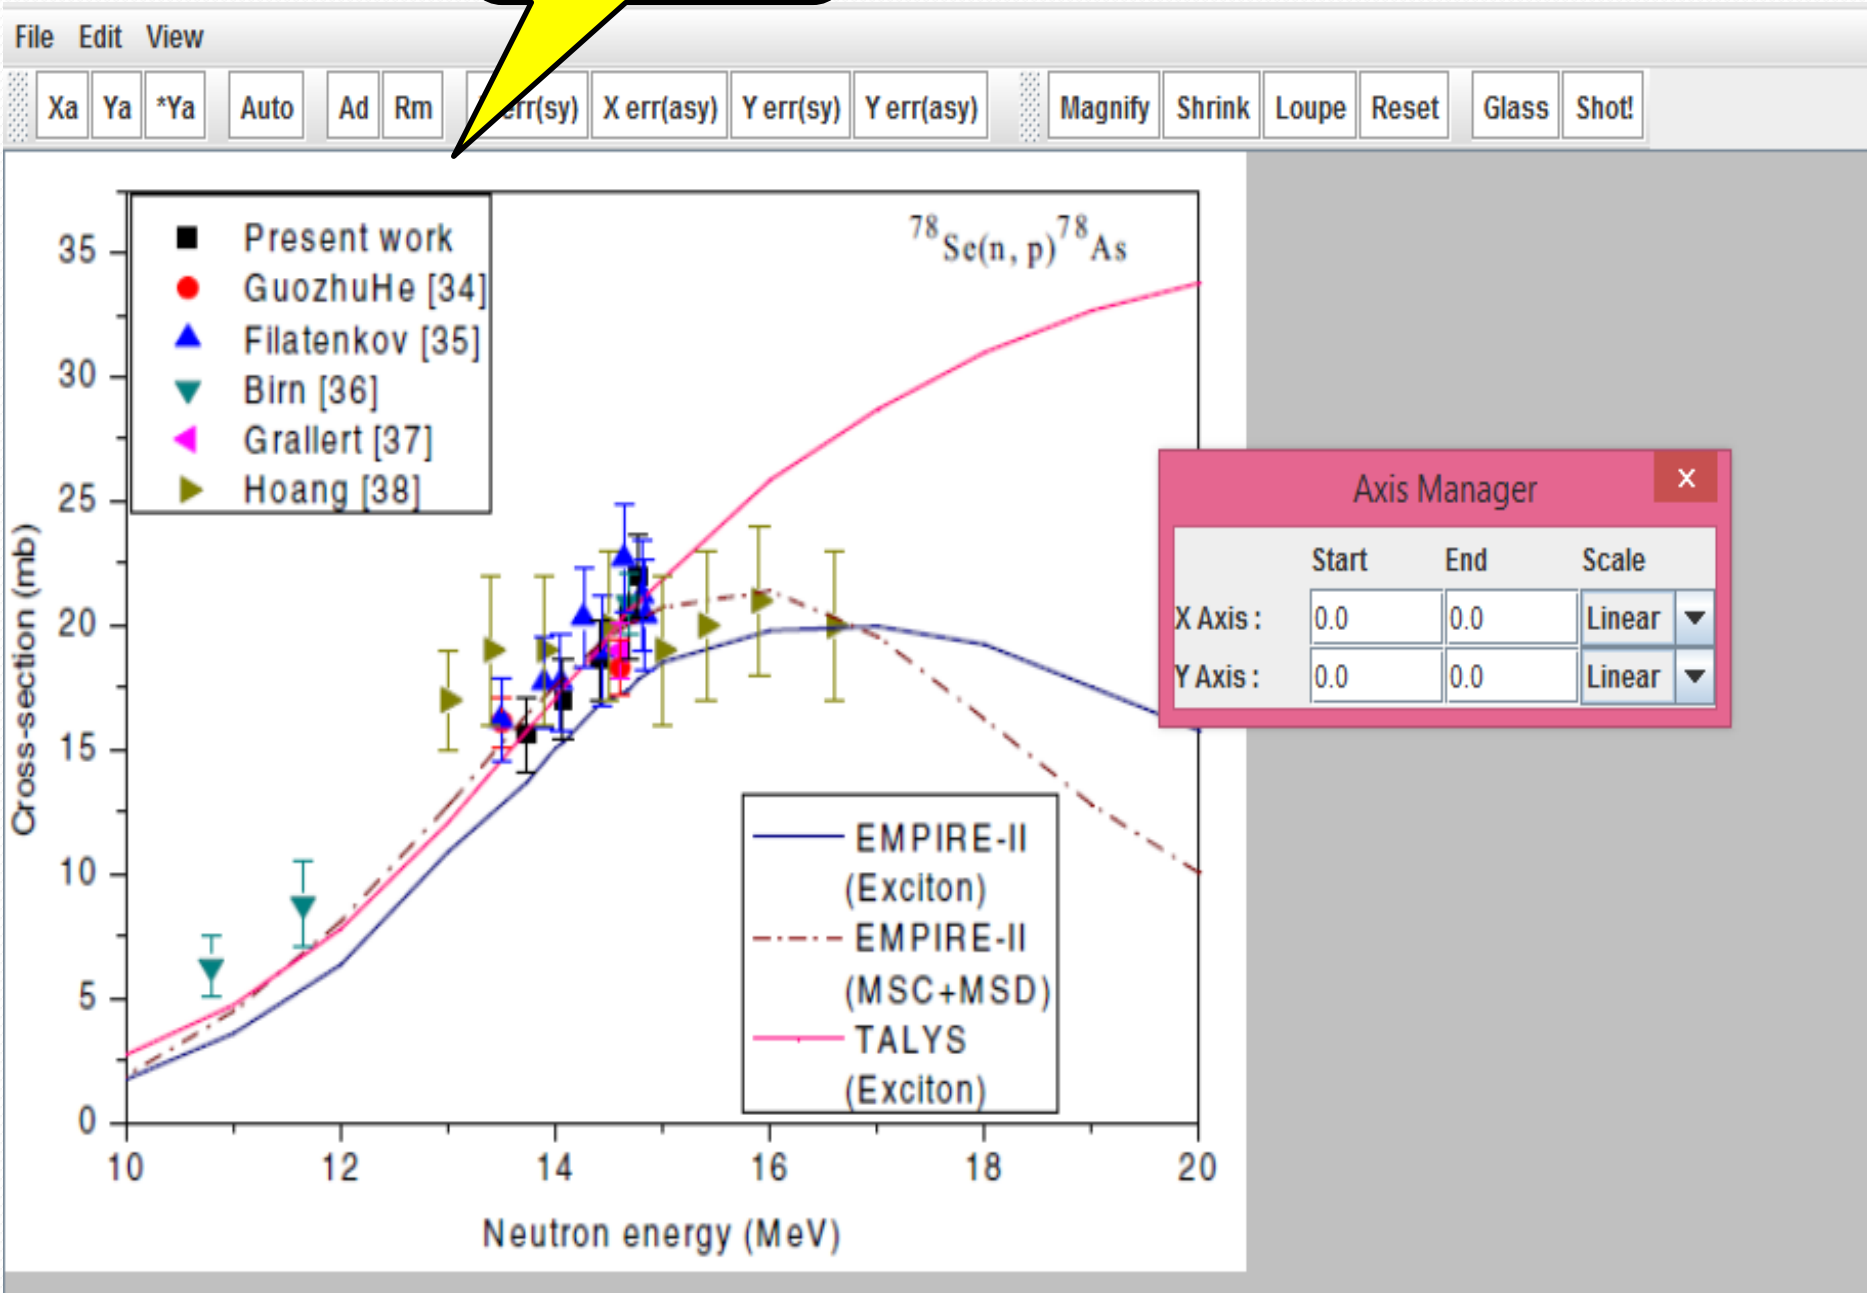 File Edit View
Xa Ya *Ya Auto Ad Rm err(sy) X err(asy) Y err(sy) Y err(asy) Magnify Shrink Loupe Reset Glass Shot!
Present work
GuozhuHe [34]
Filatenkov [35]
Birn [36]
Grallert [37]
Hoang [38]
78Se(n, p)78As
35
30
25
20
15
10
5
0
Cross-section (mb)
EMPIRE-II
(Exciton)
EMPIRE-II
(MSC+MSD)
TALYS
(Exciton)
10 12 14 16 18 20
Neutron energy (MeV)
Axis Manager x
Start End Scale
X Axis : 0.0 0.0 Linear
Y Axis : 0.0 0.0 Linear